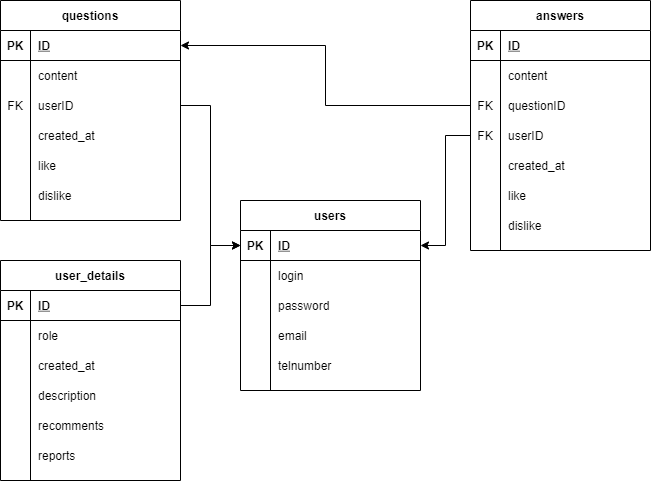 questions
PK ID
content
FK userID
created_at
like
dislike
answers
PK ID
content
FK questionID
FK userID
created_at
like
dislike
users
PK ID
login
password
email
telnumber
user_details
PK ID
role
created_at
description
recomments
reports